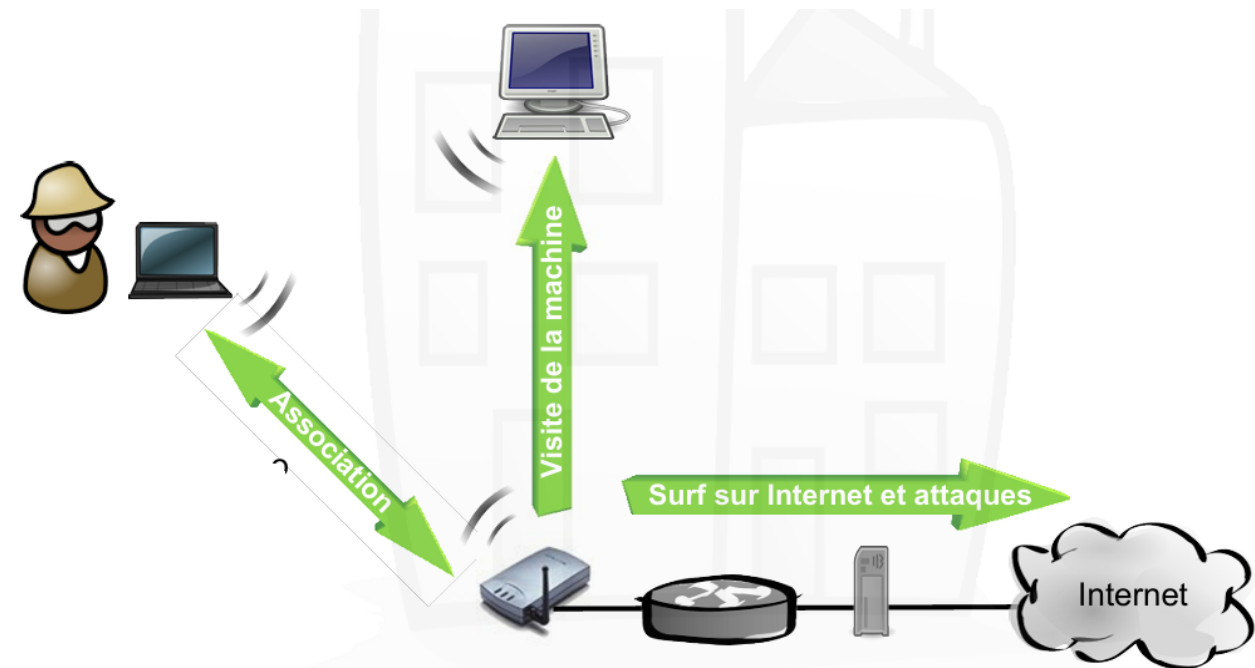 Visite de la machine
Association
Surf sur Internet et attaques
Internet